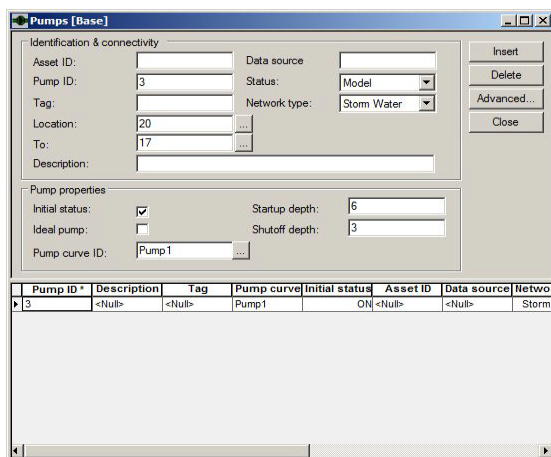 Pumps [Base]
Identification & connectivity
Asset ID:
Data source
Insert
Pump ID: 3
Status: Model
Delete
Tag:
Network type: Storm Water
Advanced...
Location: 20 ...
Close
To: 17 ...
Description:
Pump properties
Initial status:
Startup depth: 6
Ideal pump:
Shutoff depth: 3
Pump curve ID: Pump1 ...
Pump ID * Description Tag Pump curve Initial status Asset ID Data source Netwo
3 <Null> <Null> Pump1 ON <Null> <Null> Storm